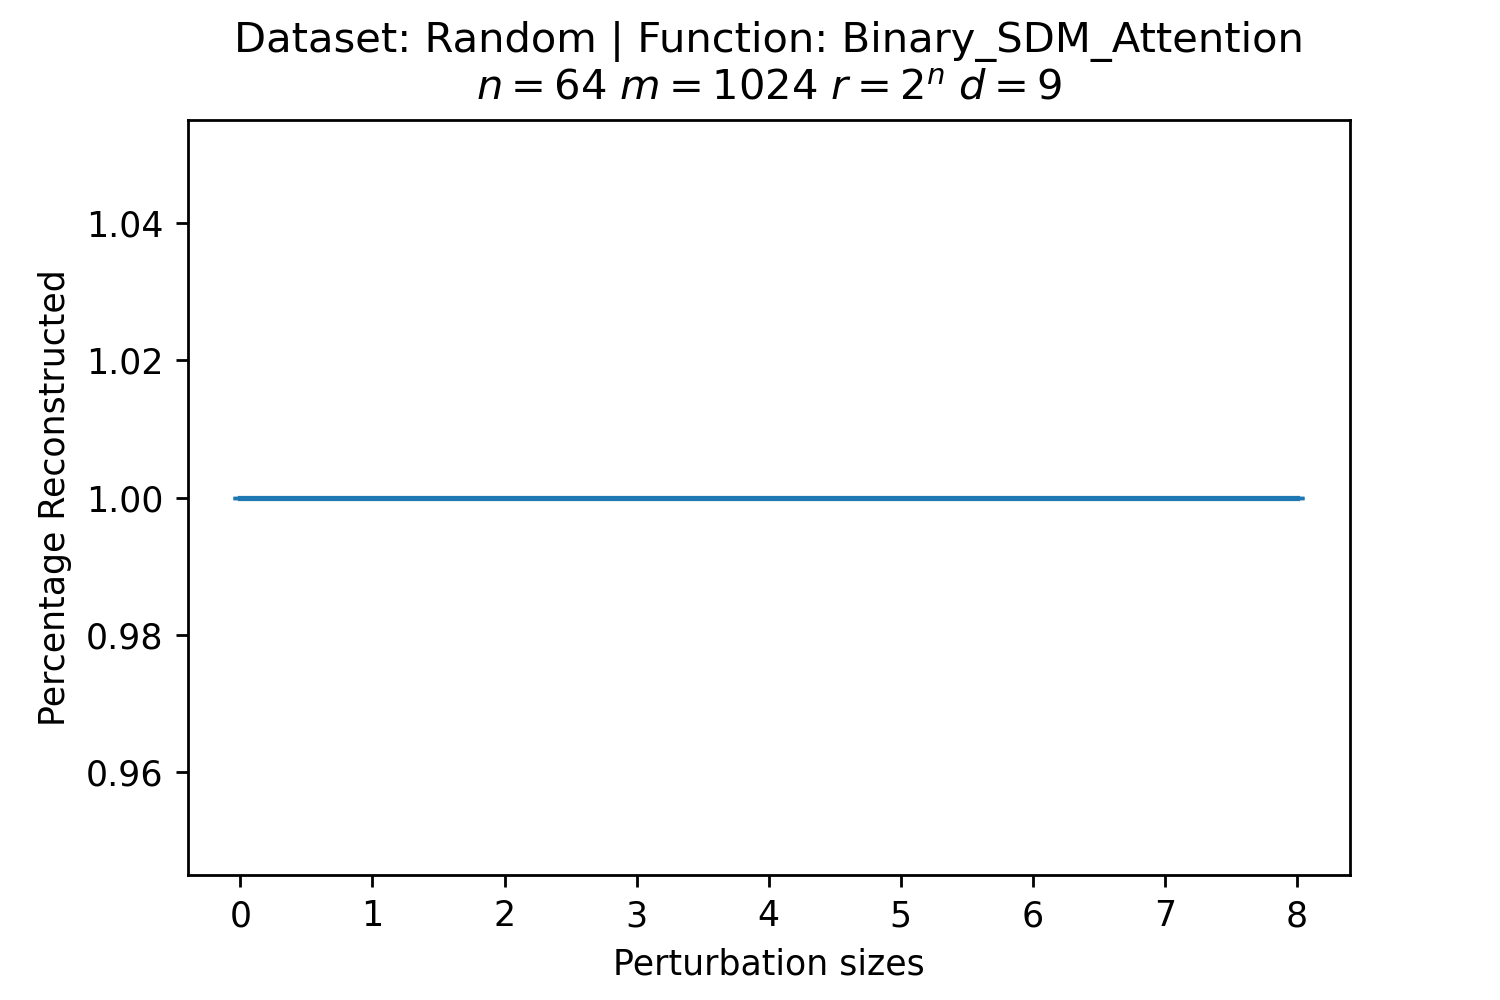 Dataset: Random | Function: Binary_SDM_Attention
n = 64 m = 1024 r = 2ⁿ d = 9
Percentage Reconstructed
1.04
1.02
1.00
0.98
0.96
0 1 2 3 4 5 6 7 8
Perturbation sizes